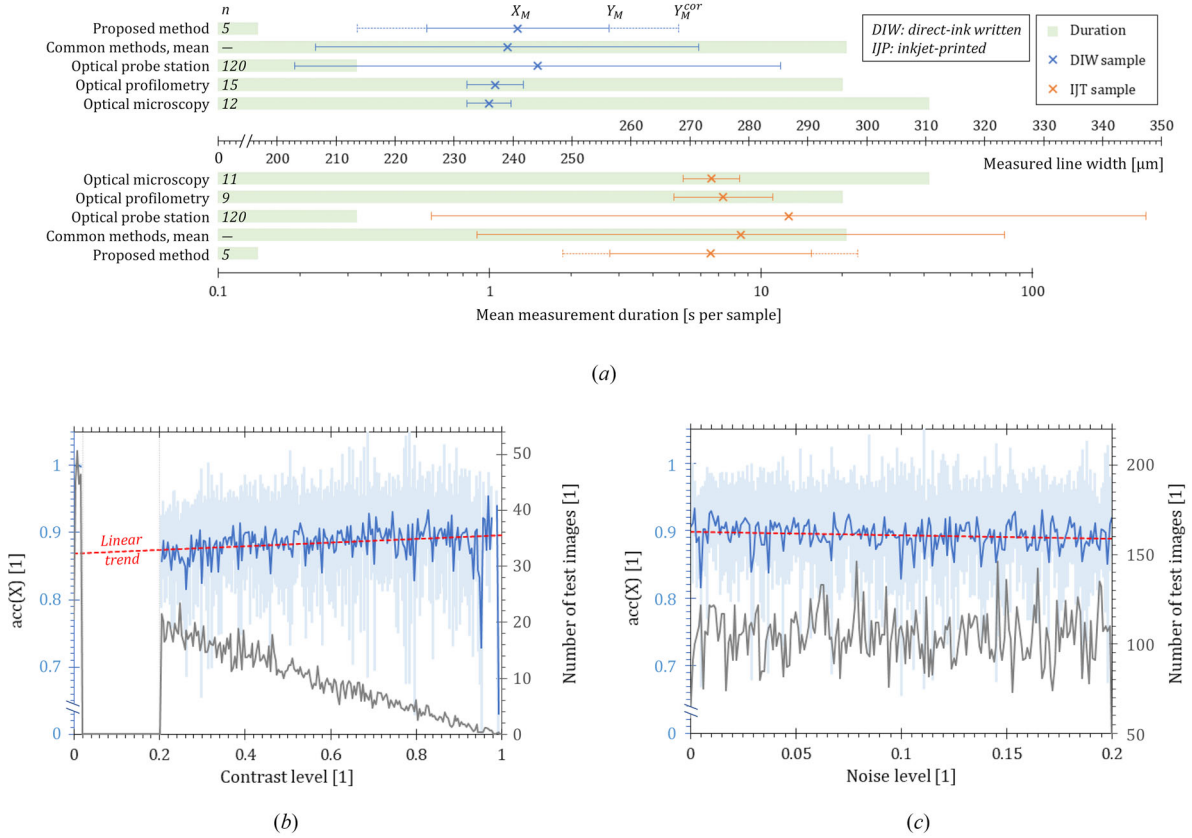 n X_M Y_M Y_M^cor
Proposed method 5
Common methods, mean —
Optical probe station 120
Optical profilometry 15
Optical microscopy 12
DIW: direct-ink written
IJP: inkjet-printed
Duration
DIW sample
IJT sample
260 270 280 290 300 310 320 330 340 350
0 200 210 220 230 240 250
Measured line width [µm]
Optical microscopy 11
Optical profilometry 9
Optical probe station 120
Common methods, mean —
Proposed method 5
0.1 1 10 100
Mean measurement duration [s per sample]
(a)
acc(X) [1]
1
0.9
0.8
0.7
0
Linear
trend
50
40
30
20
10
0
Number of test images [1]
0 0.2 0.4 0.6 0.8 1
Contrast level [1]
(b)
acc(X) [1]
1
0.9
0.8
0.7
0
200
150
100
50
Number of test images [1]
0 0.05 0.1 0.15 0.2
Noise level [1]
(c)